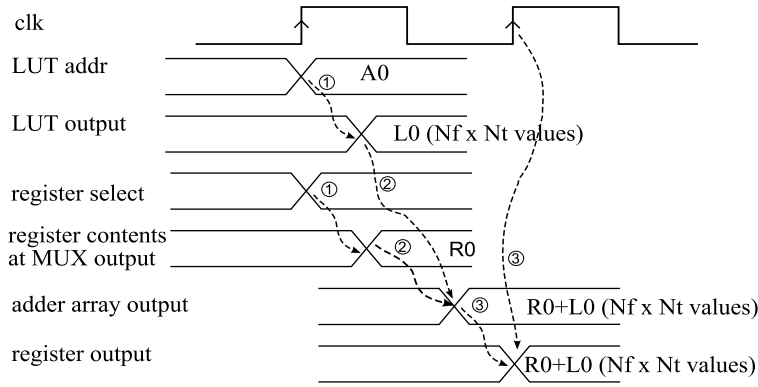 clk
LUT addr
A0
①
LUT output
L0 (Nf x Nt values)
②
register select
①
register contents
at MUX output
②
R0
③
adder array output
③
R0+L0 (Nf x Nt values)
register output
R0+L0 (Nf x Nt values)